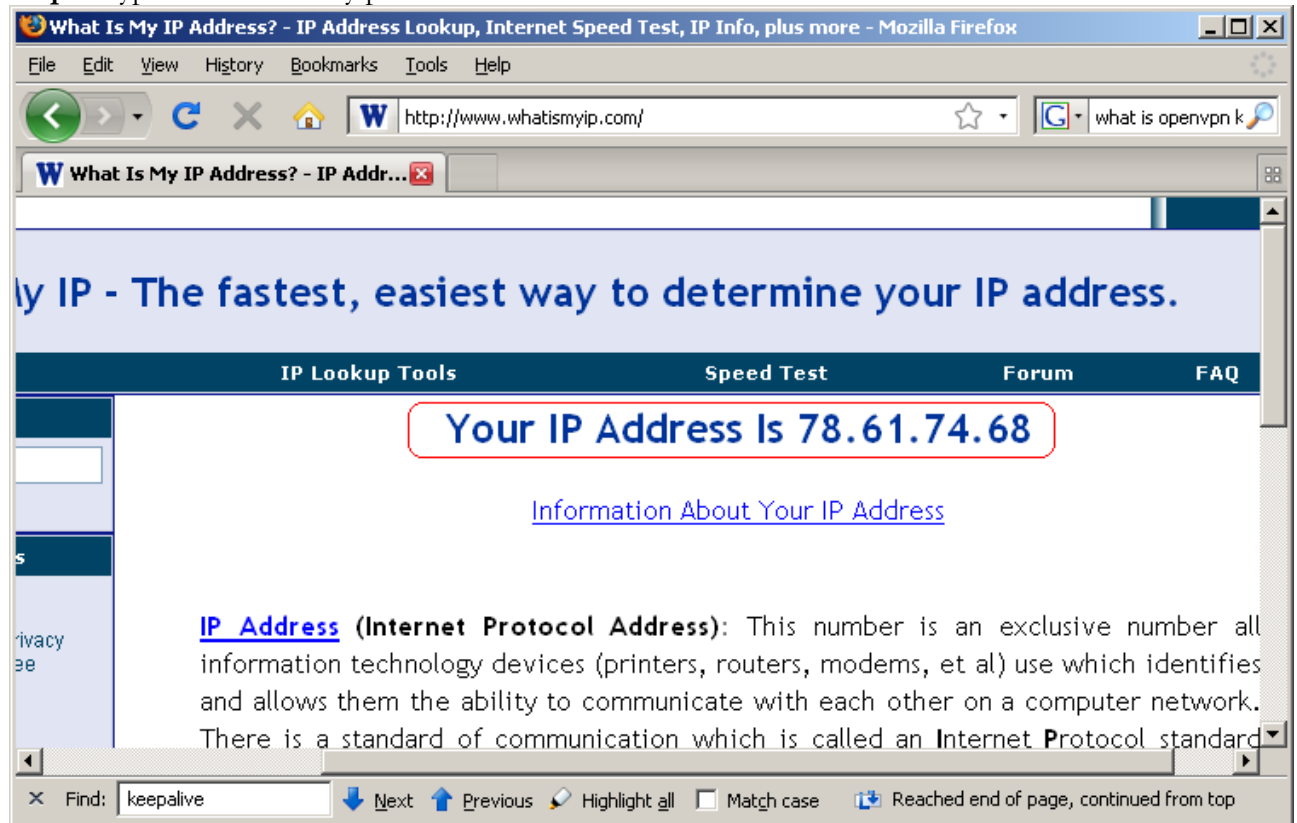 What Is My IP Address? - IP Address Lookup, Internet Speed Test, IP Info, plus more - Mozilla Firefox
File Edit View History Bookmarks Tools Help
W http://www.whatismyip.com/ G what is openvpn k
W What Is My IP Address? - IP Addr...
My IP - The fastest, easiest way to determine your IP address.
IP Lookup Tools Speed Test Forum FAQ
Your IP Address Is 78.61.74.68
Information About Your IP Address
s
rivacy
ee
IP Address (Internet Protocol Address): This number is an exclusive number all
information technology devices (printers, routers, modems, et al) use which identifies
and allows them the ability to communicate with each other on a computer network.
There is a standard of communication which is called an Internet Protocol standard
Find: keepalive Next Previous Highlight all Match case Reached end of page, continued from top